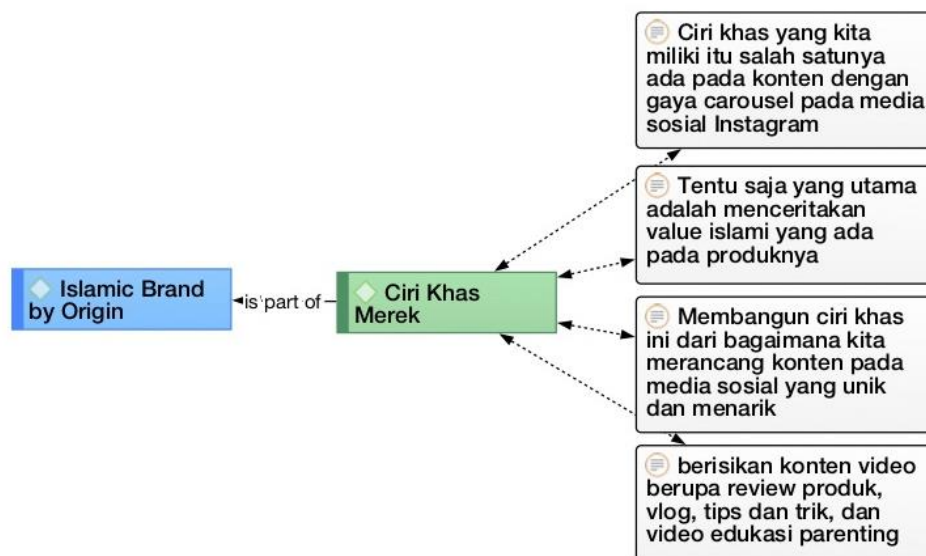 Ciri khas yang kita
miliki itu salah satunya
ada pada konten dengan
gaya carousel pada media
sosial Instagram
Tentu saja yang utama
adalah menceritakan
value islami yang ada
pada produknya
Islamic Brand
by Origin
is part of
Ciri Khas
Merek
Membangun ciri khas
ini dari bagaimana kita
merancang konten pada
media sosial yang unik
dan menarik
berisikan konten video
berupa review produk,
vlog, tips dan trik, dan
video edukasi parenting